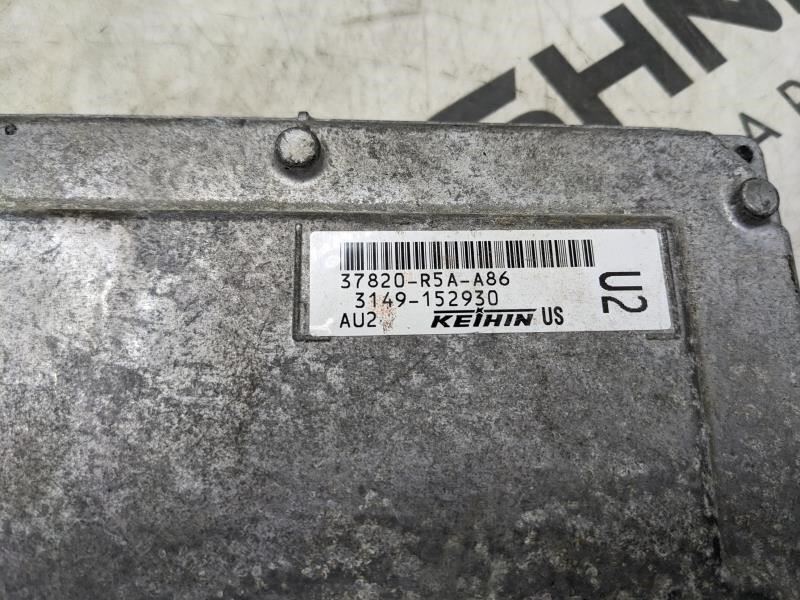 37820-R5A-A86
3149-152930
AU2 KEIHIN US
U2